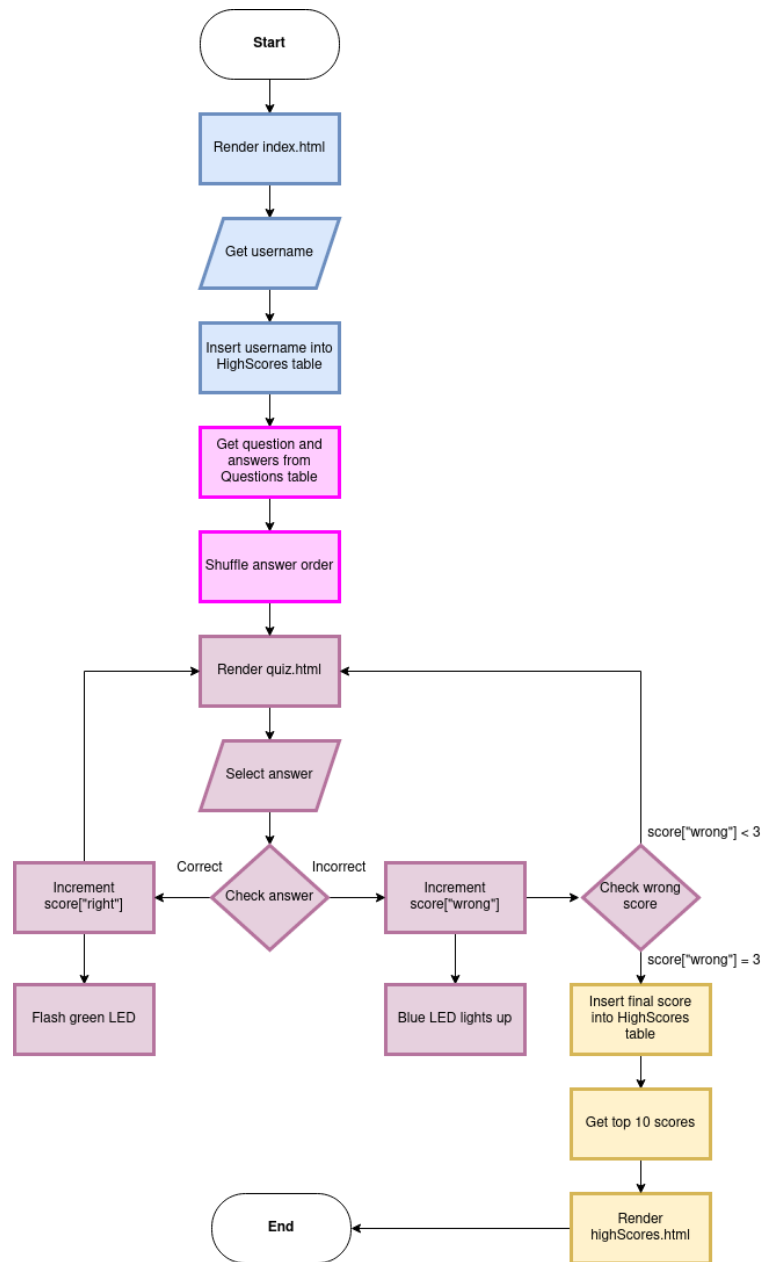 Start
Render index.html
Get username
Insert username into
HighScores table
Get question and
answers from
Questions table
Shuffle answer order
Render quiz.html
Select answer
score["wrong"] < 3
Correct
Incorrect
Increment
score["right"]
Check answer
Increment
score["wrong"]
Check wrong
score
score["wrong"] = 3
Flash green LED
Blue LED lights up
Insert final score
into HighScores
table
Get top 10 scores
Render
highScores.html
End